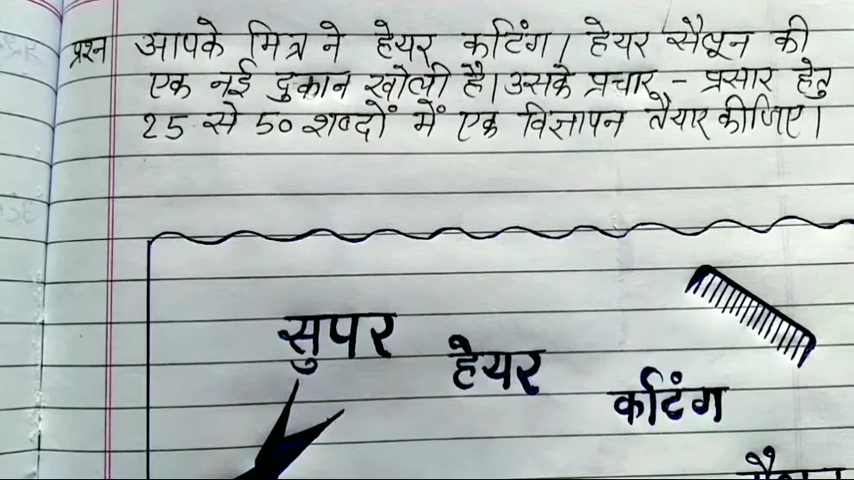 प्रश्न आपके मित्र ने हेयर कटिंग / हेयर सैलून की
एक नई दुकान खोली है। उसके प्रचार - प्रसार हेतु
25 से 50 शब्दों में एक विज्ञापन तैयार कीजिए।
सुपर
हेयर
कटिंग